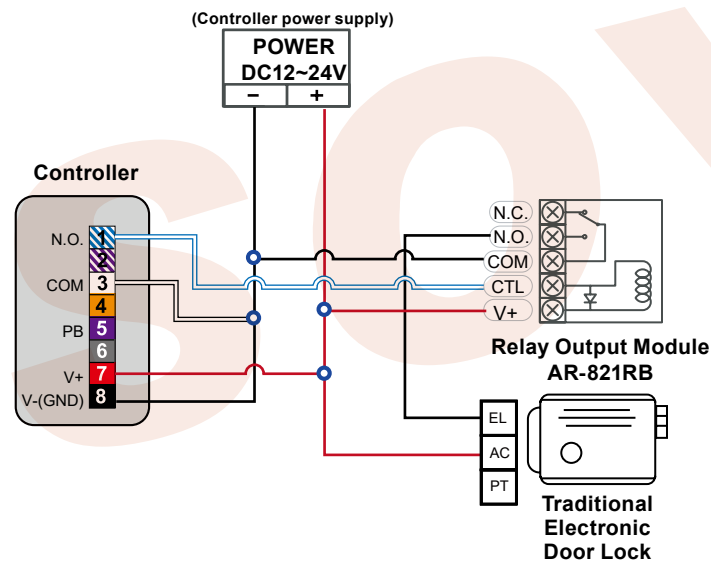 (Controller power supply)
POWER
DC12~24V
− +
Controller
N.O. 1
2
COM 3
4
PB 5
6
V+ 7
V-(GND) 8
N.C.
N.O.
COM
CTL
V+
Relay Output Module
AR-821RB
EL
AC
PT
Traditional
Electronic
Door Lock